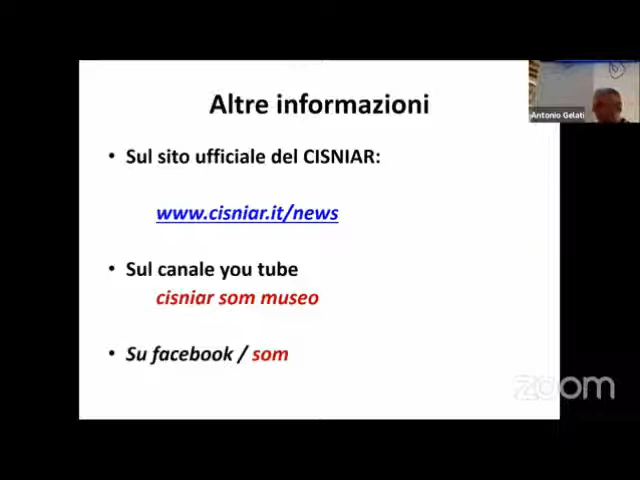 Altre informazioni
Antonio Gelati
• Sul sito ufficiale del CISNIAR:
www.cisniar.it/news
• Sul canale you tube
cisniar som museo
• Su facebook / som
zoom